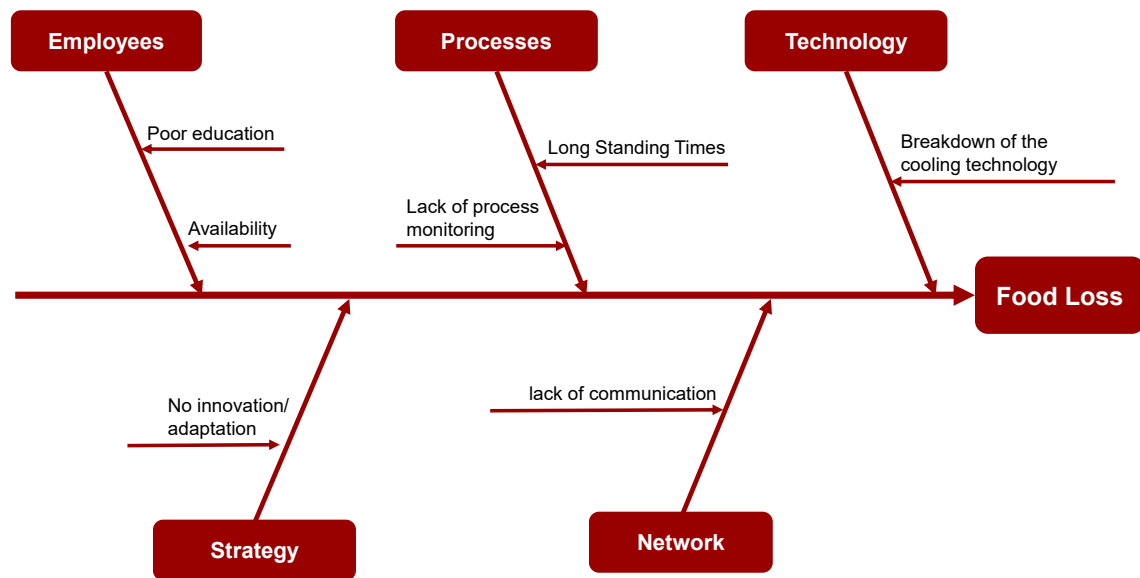 Employees
Processes
Technology
Poor education
Long Standing Times
Breakdown of the
cooling technology
Availability
Lack of process
monitoring
Food Loss
No innovation/
adaptation
lack of communication
Strategy
Network